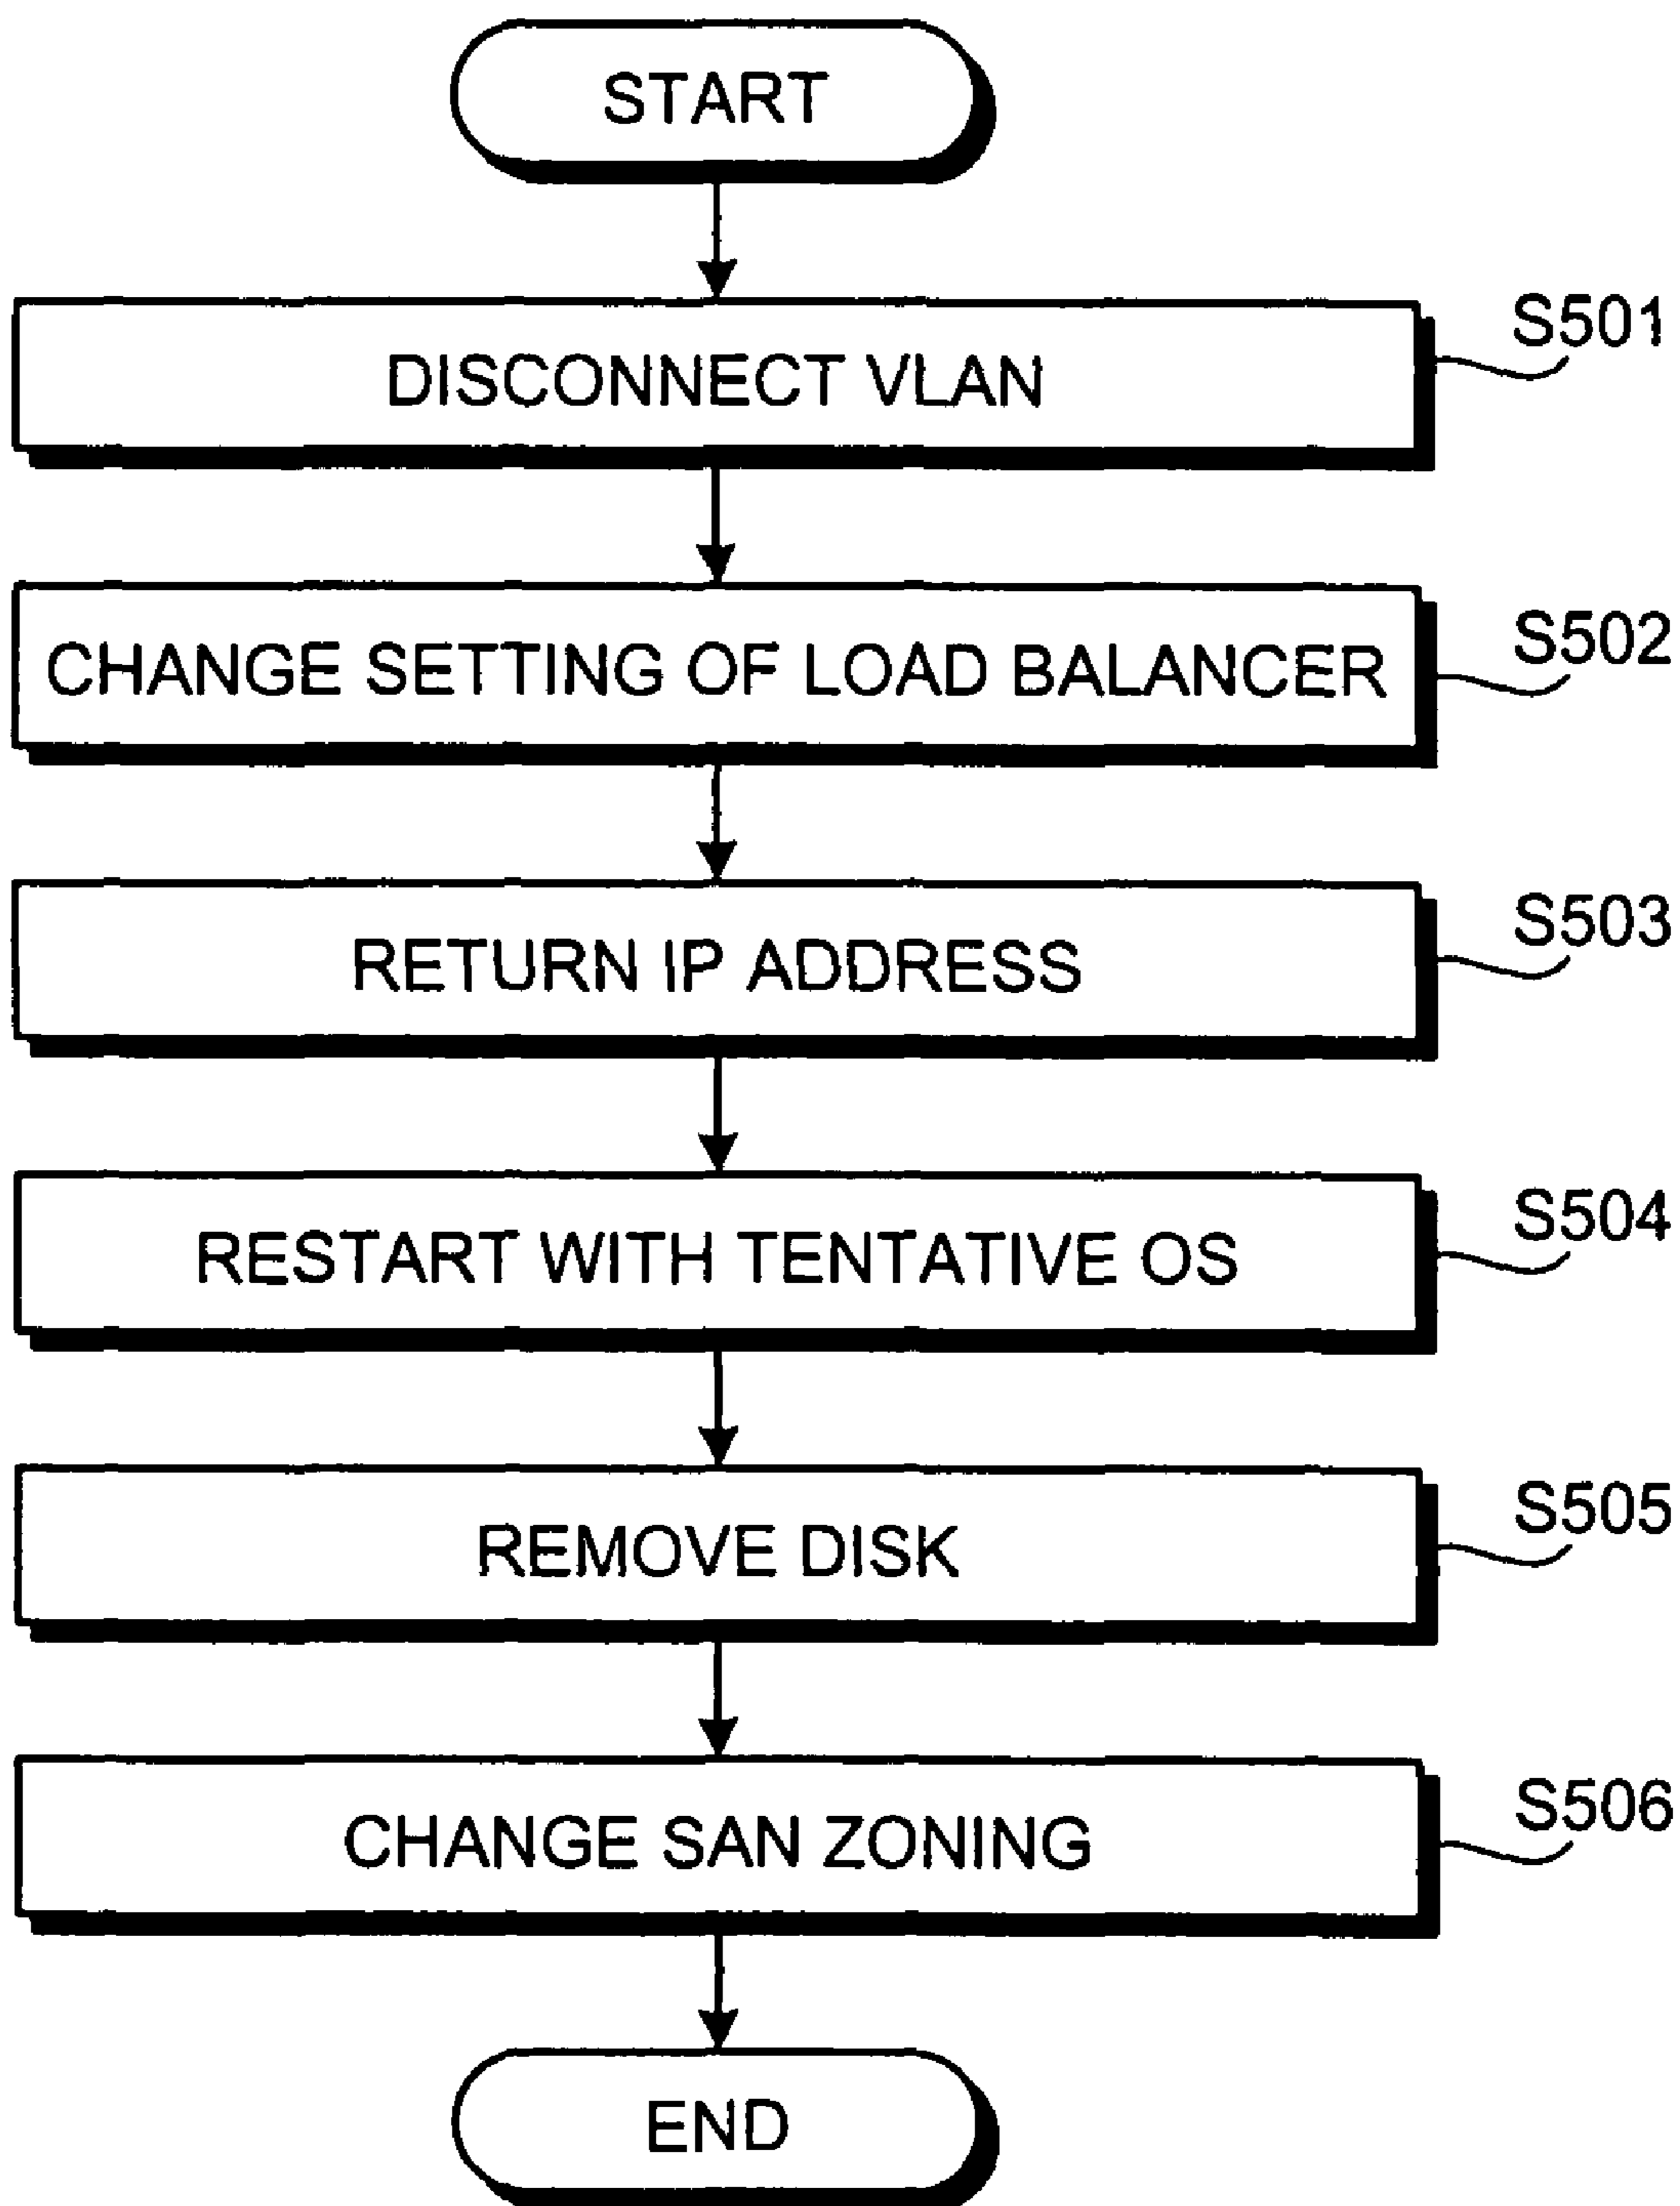 START
DISCONNECT VLAN
S501
CHANGE SETTING OF LOAD BALANCER
S502
RETURN IP ADDRESS
S503
RESTART WITH TENTATIVE OS
S504
REMOVE DISK
S505
CHANGE SAN ZONING
S506
END